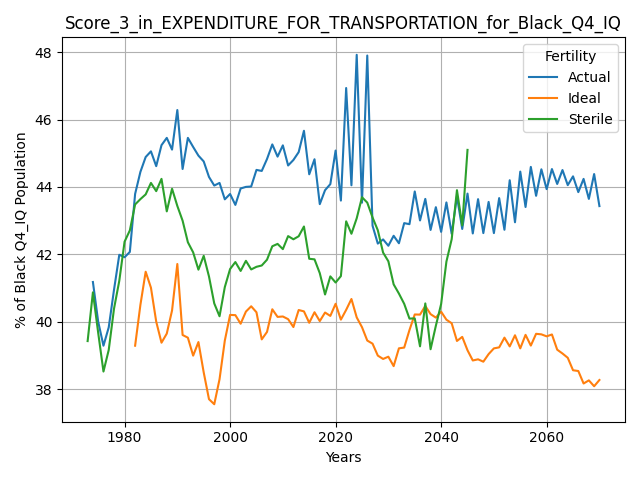 Score_3_in_EXPENDITURE_FOR_TRANSPORTATION_for_Black_Q4_IQ
% of Black Q4_IQ Population
48
46
44
42
40
38
Fertility
Actual
Ideal
Sterile
1980
2000
2020
2040
2060
Years